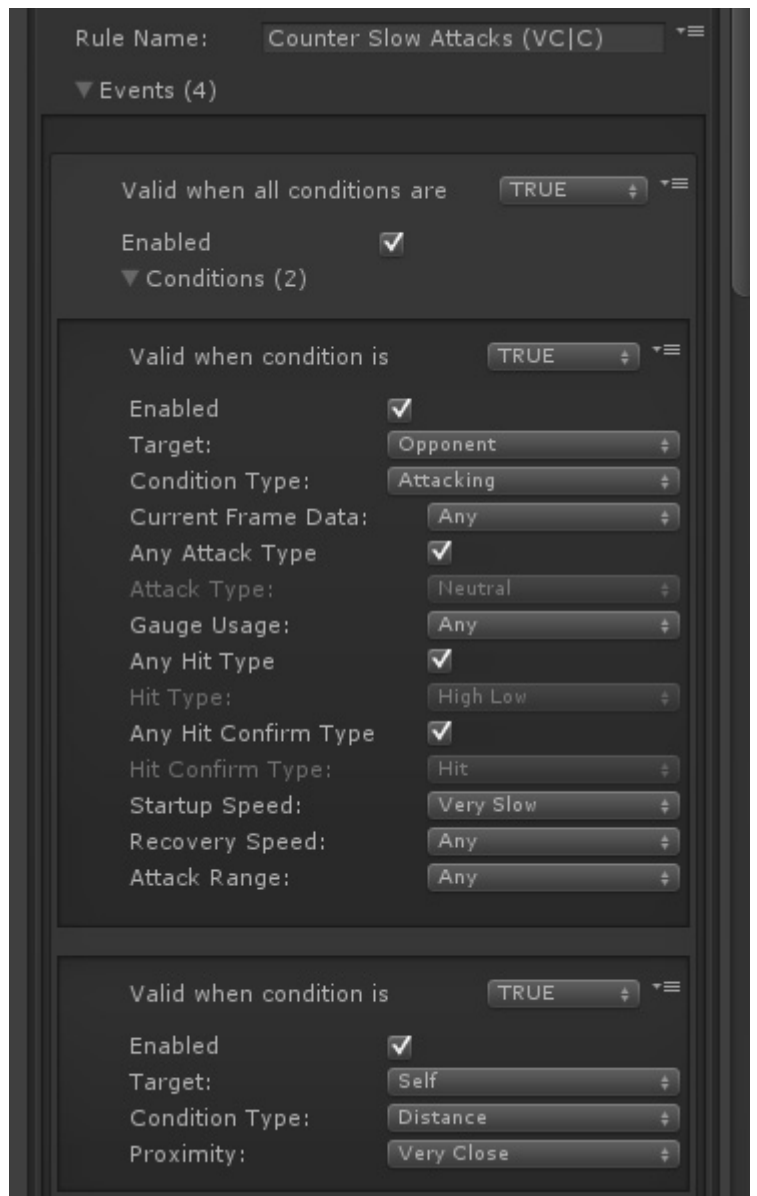 Rule Name: Counter Slow Attacks (VC|C)
Events (4)
Valid when all conditions are TRUE
Enabled
Conditions (2)
Valid when condition is TRUE
Enabled
Target: Opponent
Condition Type: Attacking
Current Frame Data: Any
Any Attack Type
Attack Type: Neutral
Gauge Usage: Any
Any Hit Type
Hit Type: High Low
Any Hit Confirm Type
Hit Confirm Type: Hit
Startup Speed: Very Slow
Recovery Speed: Any
Attack Range: Any
Valid when condition is TRUE
Enabled
Target: Self
Condition Type: Distance
Proximity: Very Close